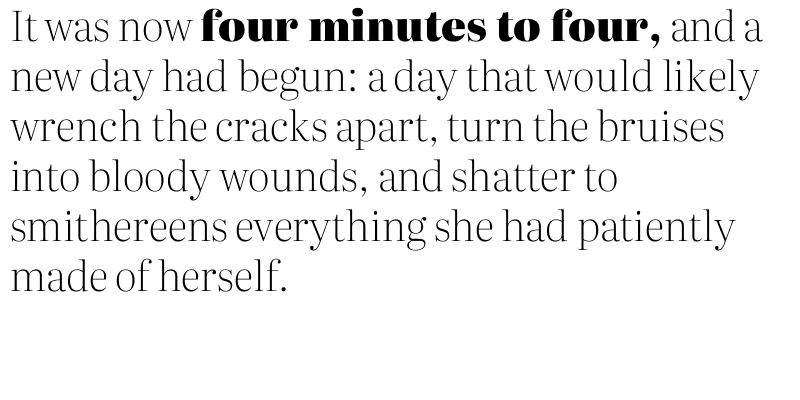 It was now four minutes to four, and a
new day had begun: a day that would likely
wrench the cracks apart, turn the bruises
into bloody wounds, and shatter to
smithereens everything she had patiently
made of herself.